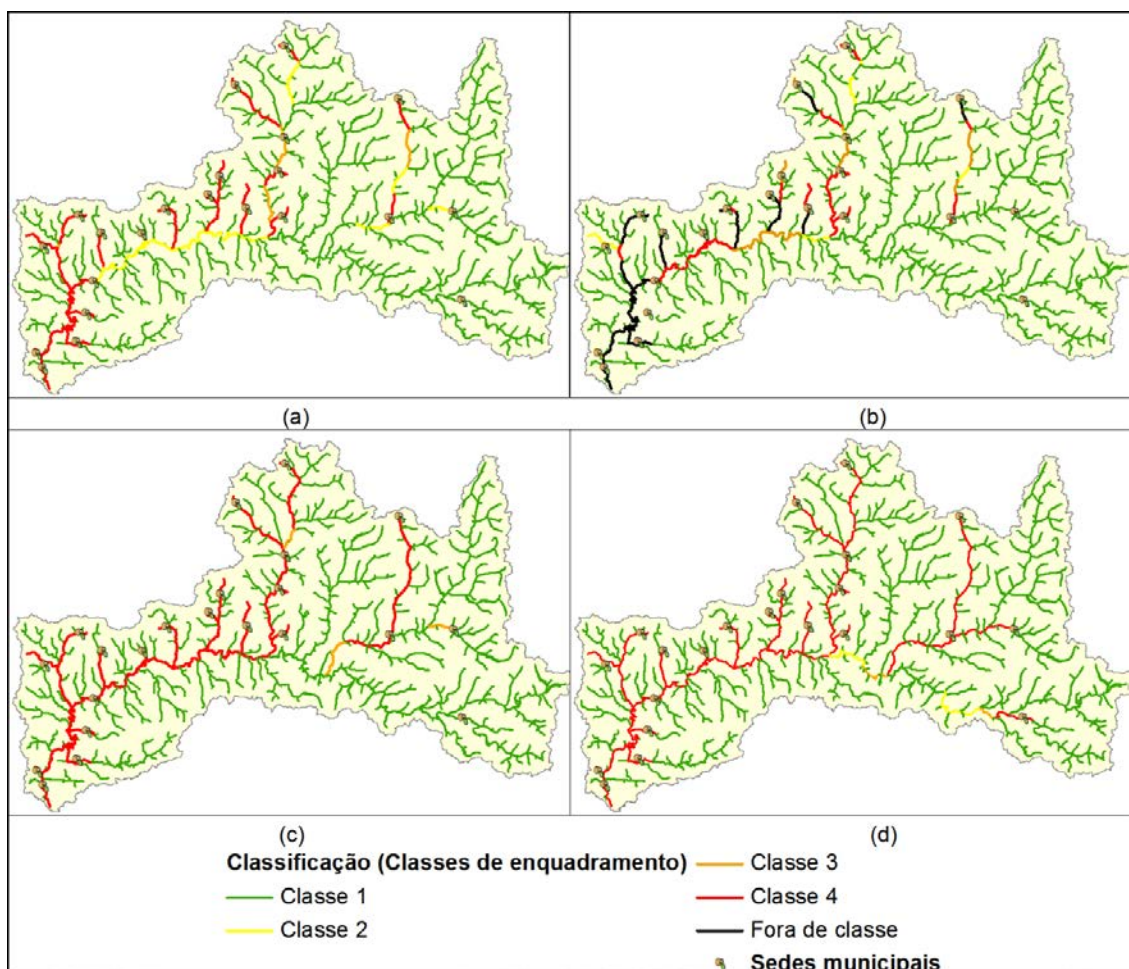 (a)
(b)
(c)
(d)
Classificação (Classes de enquadramento)
Classe 1
Classe 2
Classe 3
Classe 4
Fora de classe
Sedes municipais